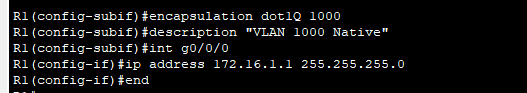 R1(config-subif)#encapsulation dot1Q 1000
R1(config-subif)#description "VLAN 1000 Native"
R1(config-subif)#int g0/0/0
R1(config-if)#ip address 172.16.1.1 255.255.255.0
R1(config-if)#end